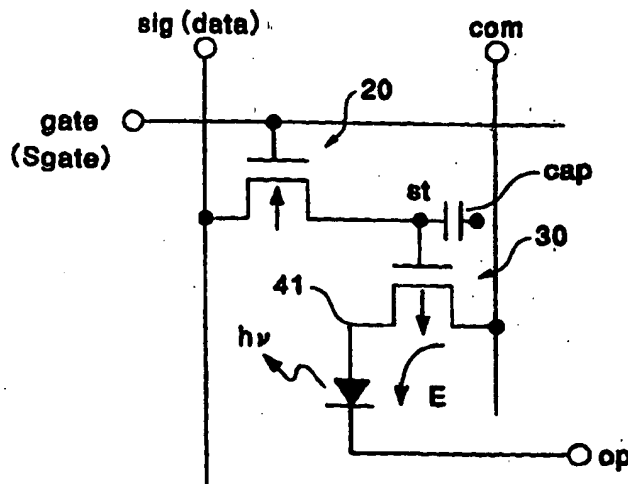 sig (data)
com
20
gate
(Sgate)
st
cap
30
41
hν
E
op